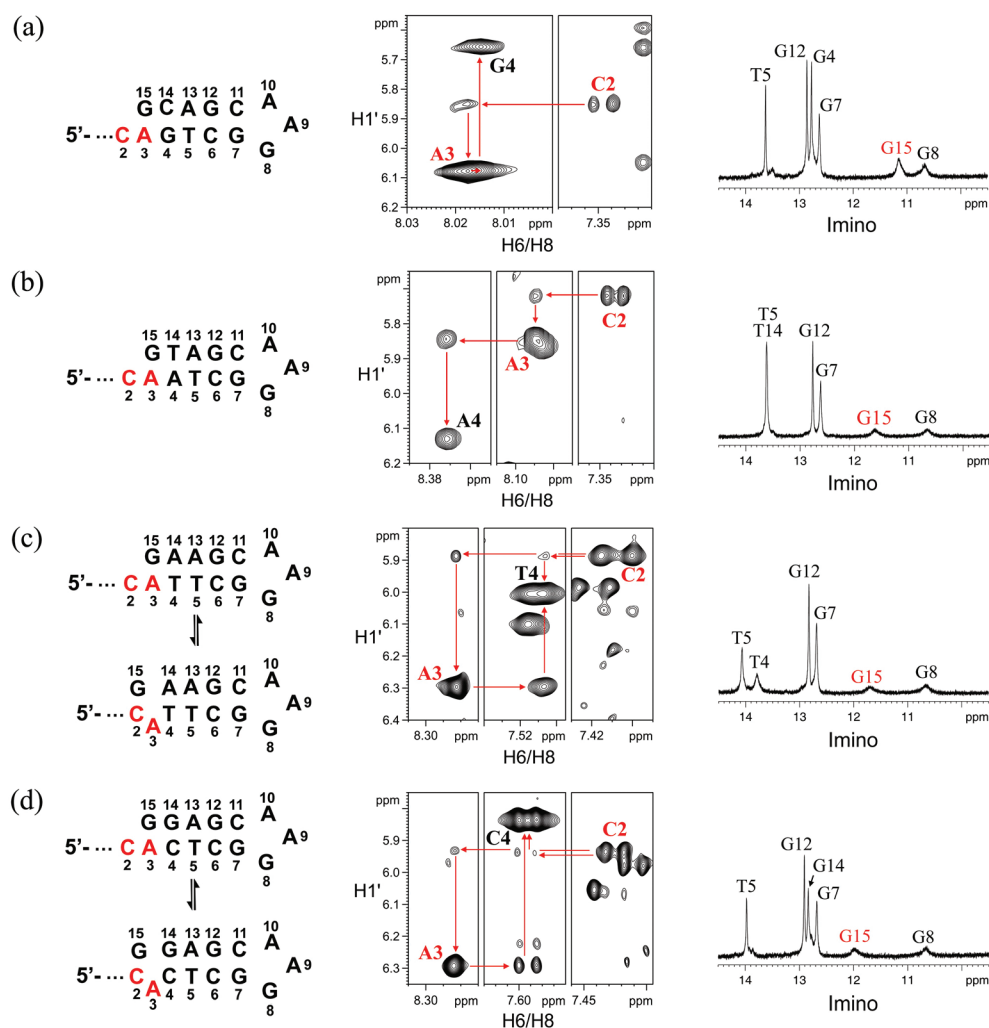 (a)
15 14 13 12 11 10
G C A G C A
A 9
5'- ··· C A G T C G G
2 3 4 5 6 7 8
ppm
5.7
5.8
5.9
H1'
6.0
6.1
6.2
G4
C2
A3
8.03 8.02 8.01 ppm 7.35 ppm
H6/H8
G12 G4
T5
G7
G15 G8
14 13 12 11 ppm
Imino
(b)
15 14 13 12 11 10
G T A G C A
A 9
5'- ··· C A A T C G G
2 3 4 5 6 7 8
ppm
5.8
5.9
H1'
6.0
6.1
6.2
C2
A3
A4
8.38 ppm 8.10 ppm 7.35 ppm
H6/H8
T5
T14
G12
G7
G15 G8
14 13 12 11 ppm
Imino
(c)
15 14 13 12 11 10
G A A G C A
A 9
5'- ··· C A T T C G G
2 3 4 5 6 7 8
15 14 13 12 11 10
G A A G C A
A 9
5'- ··· C A T T C G G
2 3 4 5 6 7 8
ppm
5.9
6.0
H1'
6.1
6.2
6.3
6.4
T4
C2
A3
8.30 ppm 7.52 ppm 7.42 ppm
H6/H8
G12
G7
T5
T4
G15 G8
14 13 12 11 ppm
Imino
(d)
15 14 13 12 11 10
G G A G C A
A 9
5'- ··· C A C T C G G
2 3 4 5 6 7 8
15 14 13 12 11 10
G G A G C A
A 9
5'- ··· C A C T C G G
2 3 4 5 6 7 8
ppm
5.8
5.9
6.0
H1'
6.1
6.2
6.3
C4
C2
A3
8.30 ppm 7.60 ppm 7.45 ppm
H6/H8
G12
G14
T5
G7
G15 G8
14 13 12 11 ppm
Imino